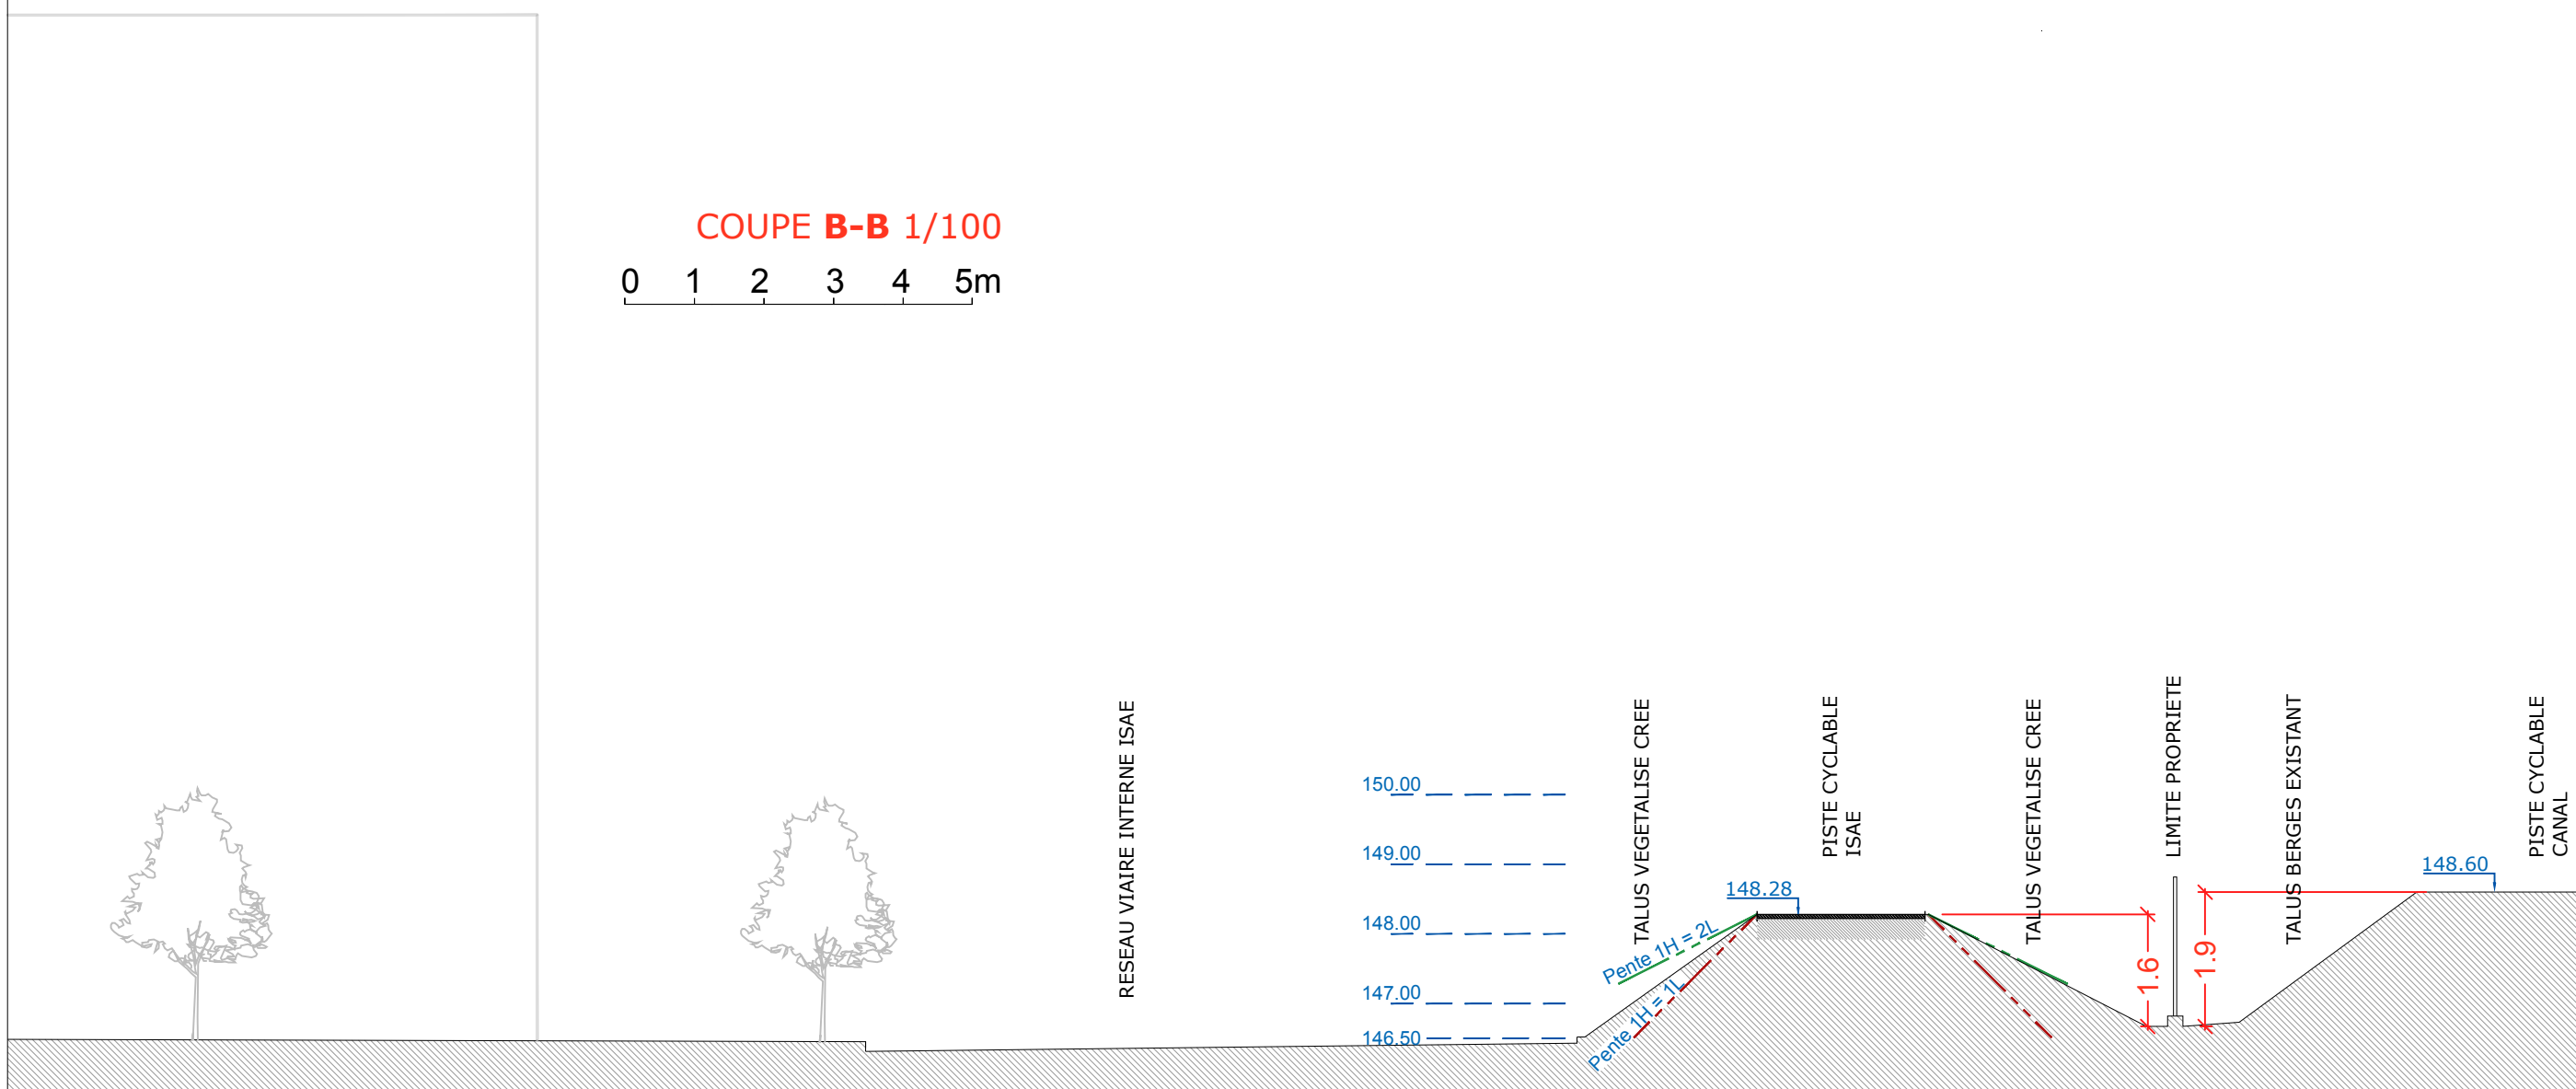 COUPE B-B 1/100
0 1 2 3 4 5m
RESEAU VIAIRE INTERNE ISAE
150.00
149.00
148.00
147.00
146.50
TALUS VEGETALISE CREE
Pente 1H = 2L
Pente 1H = 1L
148.28
PISTE CYCLABLE
ISAE
TALUS VEGETALISE CREE
1.6
LIMITE PROPRIETE
1.9
TALUS BERGES EXISTANT
148.60
PISTE CYCLABLE
CANAL